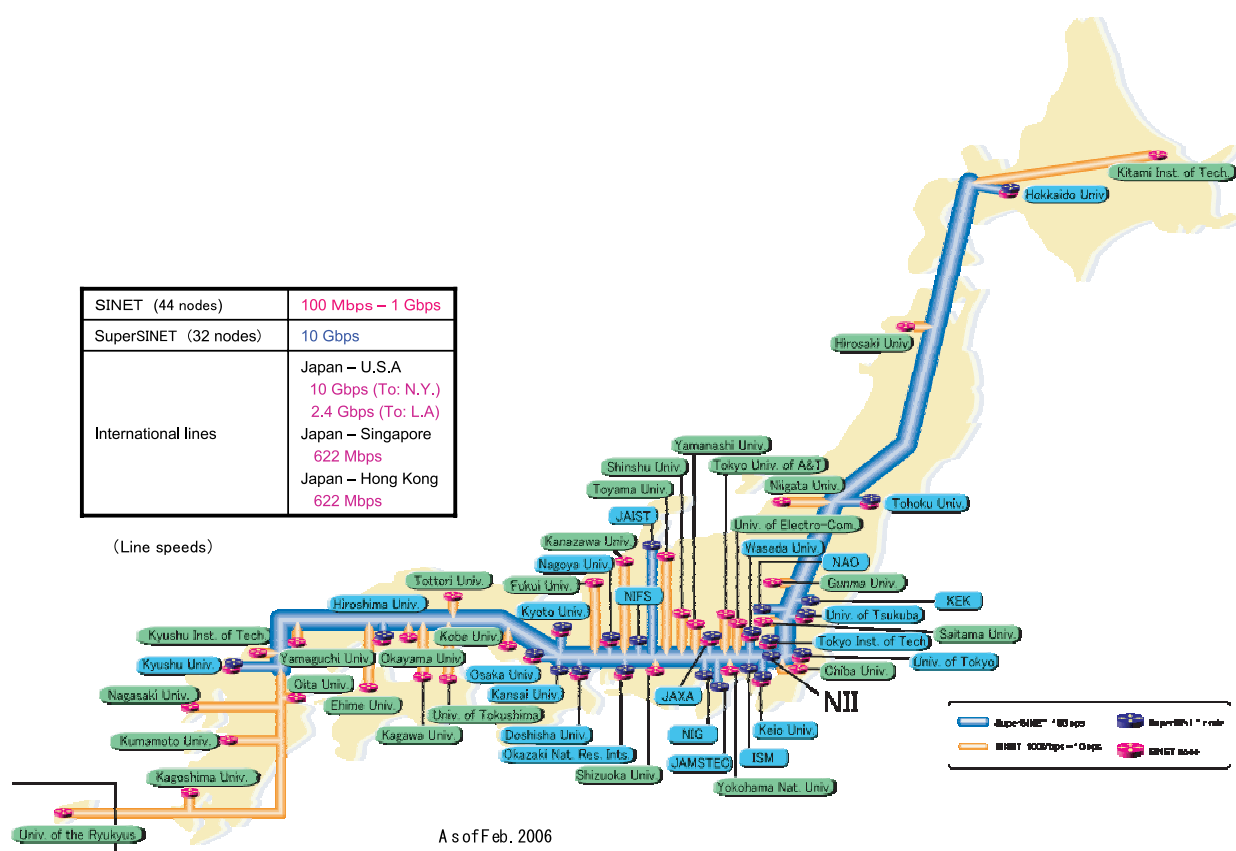 Kitami Inst. of Tech.
Hokkaido Univ.
SINET (44 nodes) 100 Mbps – 1 Gbps
SuperSINET (32 nodes) 10 Gbps
International lines
Japan – U.S.A
10 Gbps (To: N.Y.)
2.4 Gbps (To: L.A)
Japan – Singapore
622 Mbps
Japan – Hong Kong
622 Mbps
(Line speeds)
Hirosaki Univ.
Yamanashi Univ.
Shinshu Univ.
Tokyo Univ. of A&T
Toyama Univ.
Niigata Univ.
Tohoku Univ.
JAIST
Univ. of Electro-Com.
Kanazawa Univ.
Waseda Univ.
Nagoya Univ.
NAO
Tottori Univ.
Fukui Univ.
Gunma Univ.
Hiroshima Univ.
Kyoto Univ.
NIFS
KEK
Univ. of Tsukuba
Kyushu Inst. of Tech.
Kobe Univ.
Saitama Univ.
Tokyo Inst. of Tech.
Kyushu Univ.
Yamaguchi Univ.
Okayama Univ.
Univ. of Tokyo
Osaka Univ.
Chiba Univ.
Oita Univ.
Kansai Univ.
JAXA
NII
Nagasaki Univ.
Ehime Univ.
Univ. of Tokushima
Kagawa Univ.
Doshisha Univ.
NIG
Keio Univ.
Kumamoto Univ.
Okazaki Nat. Res. Ints.
JAMSTEC
ISM
Shizuoka Univ.
Kagoshima Univ.
Yokohama Nat. Univ.
Univ. of the Ryukyus
As of Feb. 2006
SuperSINET
SINET
SINET node